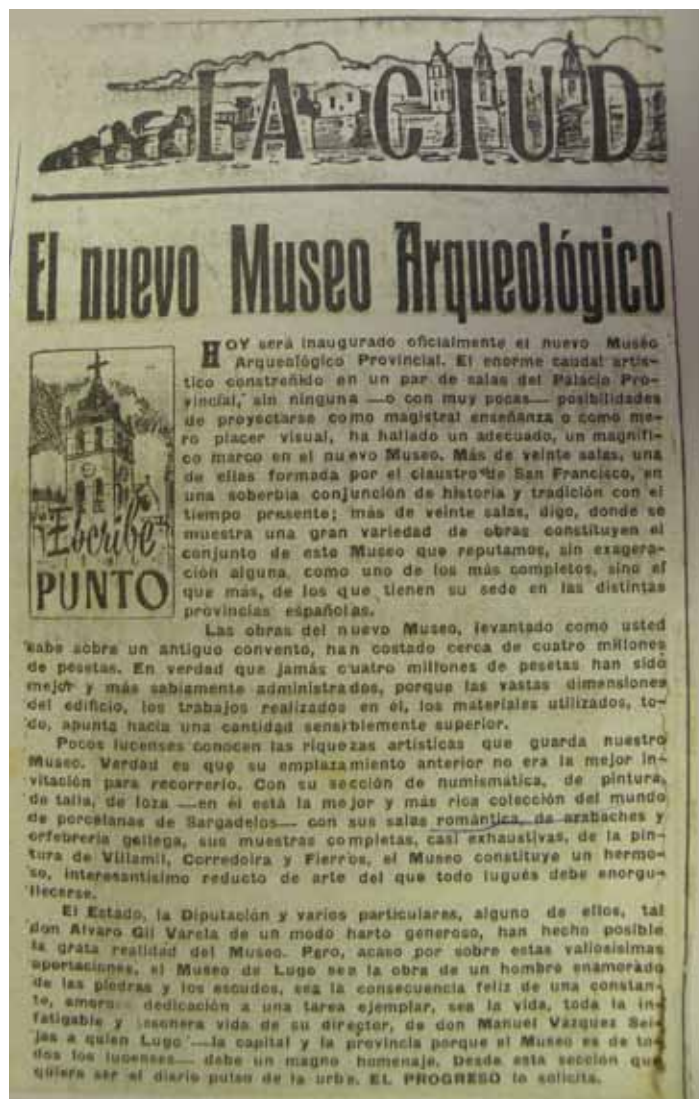 LA CIUD
El nuevo Museo Arqueológico
Escribe
PUNTO
HOY será inaugurado oficialmente el nuevo Museo
Arqueológico Provincial. El enorme caudal artís-
tico constreñido en un par de salas del Palacio Pro-
vincial, sin ninguna —o con muy pocas— posibilidades
de proyectarse como magistral enseñanza o como me-
ro placer visual, ha hallado un adecuado, un magnífi-
co marco en el nuevo Museo. Más de veinte salas, una
de ellas formada por el claustro de San Francisco, en
una soberbia conjunción de historia y tradición con el
tiempo presente; más de veinte salas, digo, donde se
muestra una gran variedad de obras constituyen el
conjunto de este Museo que reputamos, sin exagera-
ción alguna, como uno de los más completos, sino el
que más, de los que tienen su sede en las distintas
provincias españolas.
Las obras del nuevo Museo, levantado como usted
sabe sobre un antiguo convento, han costado cerca de cuatro millones
de pesetas. En verdad que jamás cuatro millones de pesetas han sido
mejor y más sabiamente administrados, porque las vastas dimensiones
del edificio, los trabajos realizados en él, los materiales utilizados, to-
do, apunta hacia una cantidad sensiblemente superior.
Pocos lucenses conocen las riquezas artísticas que guarda nuestro
Museo. Verdad es que su emplazamiento anterior no era la mejor in-
vitación para recorrerlo. Con su sección de numismática, de pintura,
de talla, de loza —en él está la mejor y más rica colección del mundo
de porcelanas de Sargadelos— con sus salas romántica, de azabaches y
orfebrería gallega, sus muestras completas, casi exhaustivas, de la pin-
tura de Villamil, Corredoira y Fierros, el Museo constituye un hermo-
so, interesantísimo reducto de arte del que todo lugués debe enorgu-
llecerse.
El Estado, la Diputación y varios particulares, alguno de ellos, tal
don Alvaro Gil Varela de un modo harto generoso, han hecho posible
la grata realidad del Museo. Pero, acaso por sobre estas valiosísimas
aportaciones, el Museo de Lugo sea la obra de un hombre enamorado
de las piedras y los escudos, sea la consecuencia feliz de una constan-
te, dedicación a una tarea ejemplar, sea la vida, toda la in-
fatigable y vida de su director, de don Manuel Vázquez Sei-
jas a quien Lugo —la capital y la provincia porque el Museo es de to-
dos los lucenses— debe un magno homenaje. Desde esta sección que
quiere ser el diario pulso de la urbe, EL PROGRESO lo solicita.